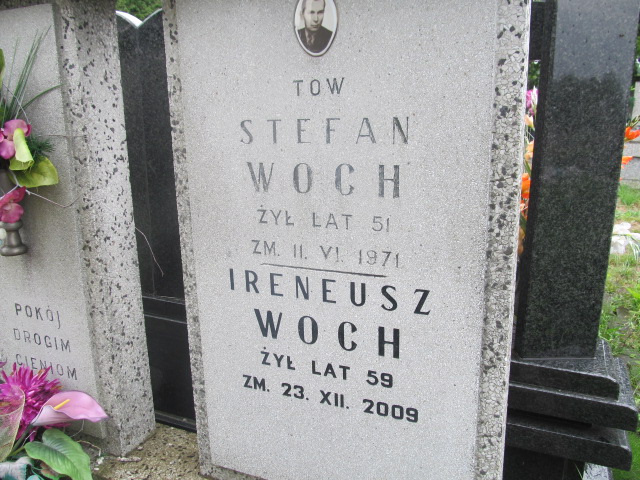 TOW
STEFAN
WOCH
ŻYŁ LAT 51
ZM. 11. VI. 1971
IRENEUSZ
WOCH
ŻYŁ LAT 59
ZM. 23. XII. 2009
POKÓJ
DROGIM
CIENIOM